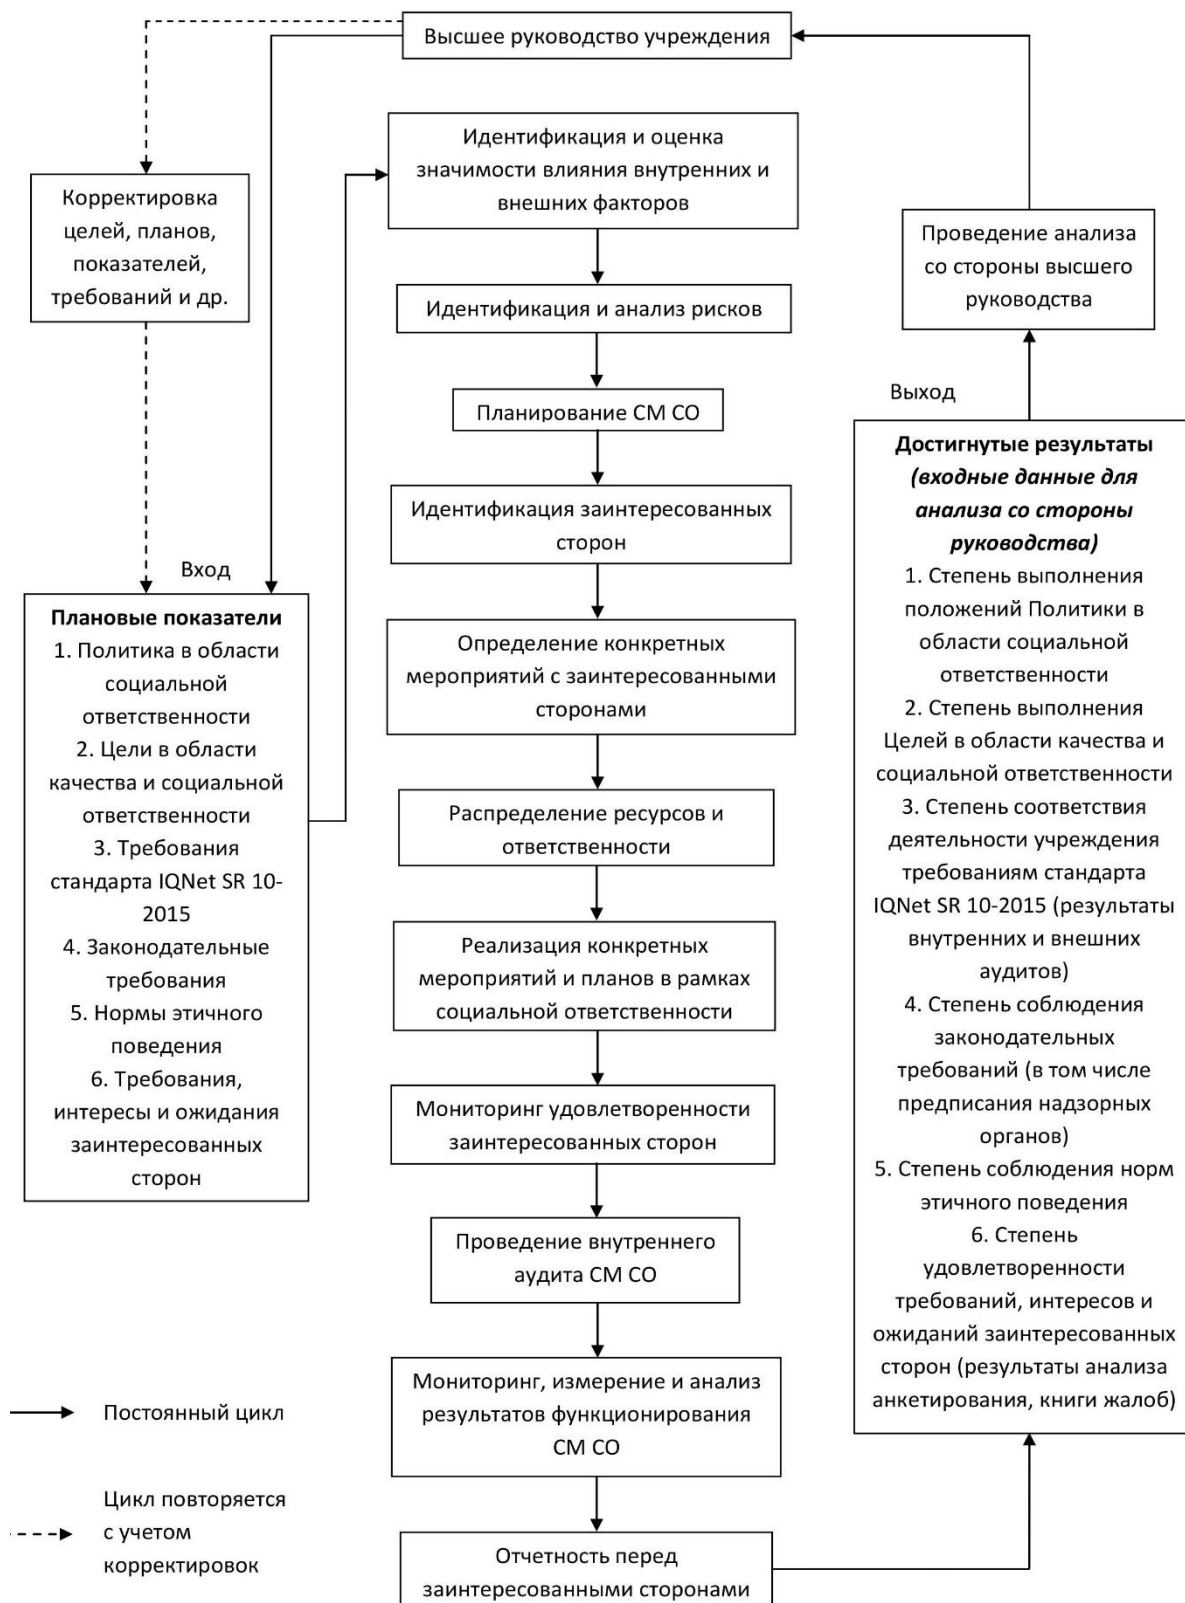 Высшее руководство учреждения
Корректировка
целей, планов,
показателей,
требований и др.
Вход
Плановые показатели
1. Политика в области
социальной
ответственности
2. Цели в области
качества и социальной
ответственности
3. Требования
стандарта IQNet SR 10-
2015
4. Законодательные
требования
5. Нормы этичного
поведения
6. Требования,
интересы и ожидания
заинтересованных
сторон
Идентификация и оценка
значимости влияния внутренних и
внешних факторов
Идентификация и анализ рисков
Планирование СМ СО
Идентификация заинтересованных
сторон
Определение конкретных
мероприятий с заинтересованными
сторонами
Распределение ресурсов и
ответственности
Реализация конкретных
мероприятий и планов в рамках
социальной ответственности
Мониторинг удовлетворенности
заинтересованных сторон
Проведение внутреннего
аудита СМ СО
Мониторинг, измерение и анализ
результатов функционирования
СМ СО
Отчетность перед
заинтересованными сторонами
Проведение анализа
со стороны высшего
руководства
Выход
Достигнутые результаты
(входные данные для
анализа со стороны
руководства)
1. Степень выполнения
положений Политики в
области социальной
ответственности
2. Степень выполнения
Целей в области качества и
социальной ответственности
3. Степень соответствия
деятельности учреждения
требованиям стандарта
IQNet SR 10-2015 (результаты
внутренних и внешних
аудитов)
4. Степень соблюдения
законодательных
требований (в том числе
предписания надзорных
органов)
5. Степень соблюдения норм
этичного поведения
6. Степень
удовлетворенности
требований, интересов и
ожиданий заинтересованных
сторон (результаты анализа
анкетирования, книги жалоб)
Постоянный цикл
Цикл повторяется
с учетом
корректировок